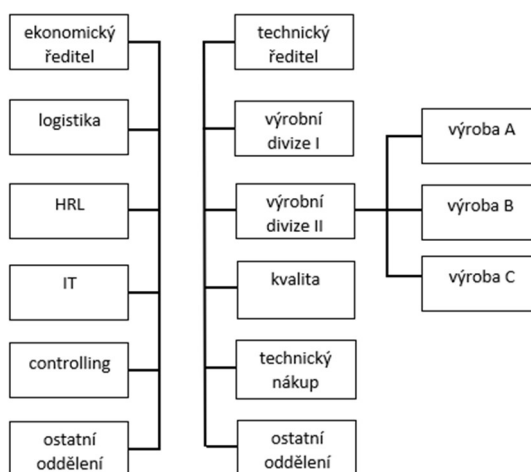 ekonomický
ředitel
logistika
HRL
IT
controlling
ostatní
oddělení
technický
ředitel
výrobní
divize I
výrobní
divize II
kvalita
technický
nákup
ostatní
oddělení
výroba A
výroba B
výroba C